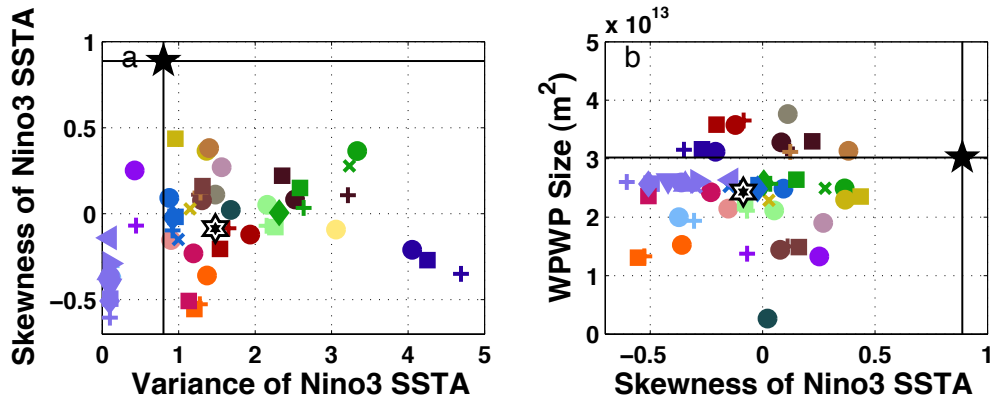 a
1
0.5
0
−0.5
0 1 2 3 4 5
Variance of Nino3 SSTA
Skewness of Nino3 SSTA
b
x 10^13
5
4
3
2
1
0
−0.5 0 0.5 1
Skewness of Nino3 SSTA
WPWP Size (m²)